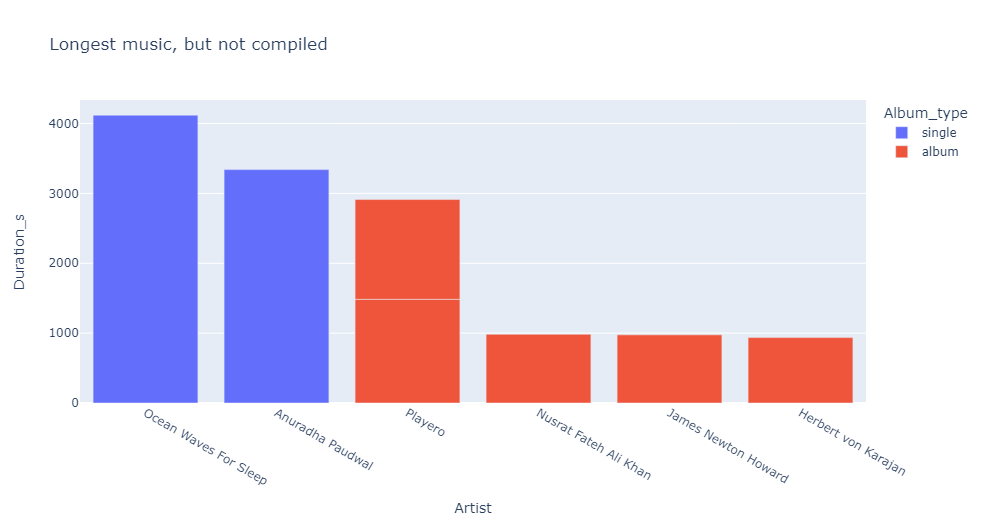 Longest music, but not compiled
Album_type
single
album
Duration_s
4000
3000
2000
1000
0
Ocean Waves For Sleep
Anuradha Paudwal
Playero
Nusrat Fateh Ali Khan
James Newton Howard
Herbert von Karajan
Artist